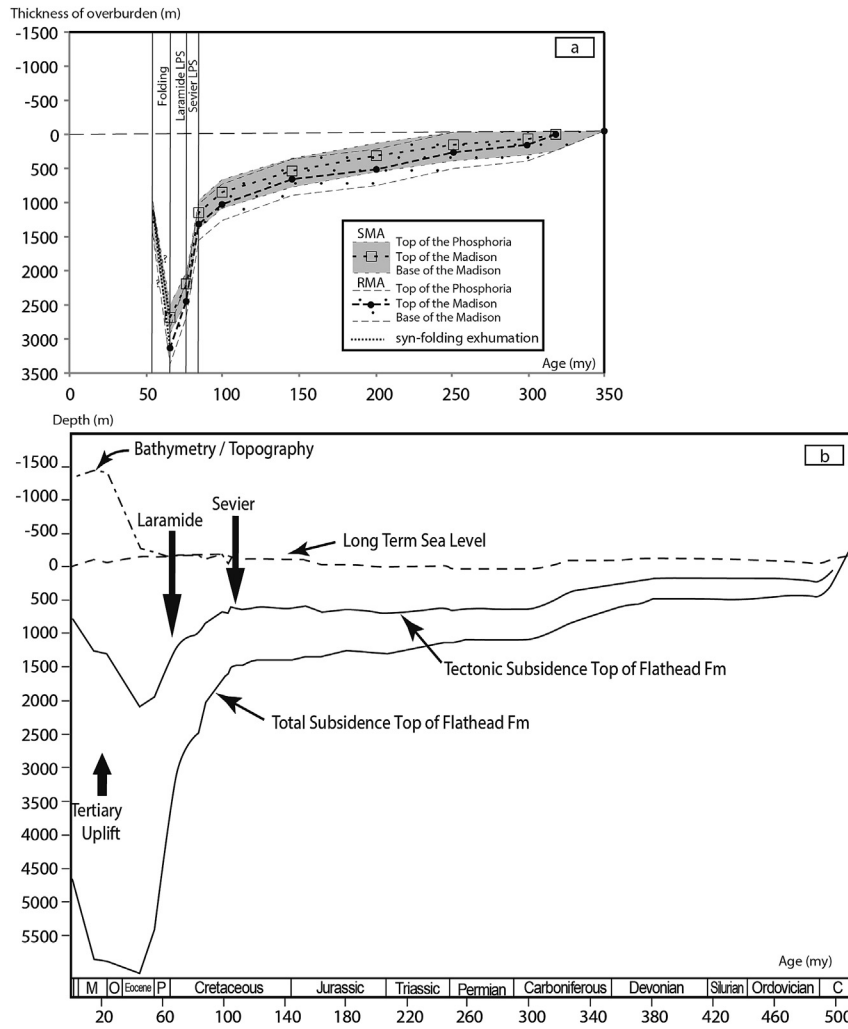 Thickness of overburden (m)
-1500
-1000
-500
0
500
1000
1500
2000
2500
3000
3500
a
Folding
Laramide LPS
Sevier LPS
SMA
Top of the Phosphoria
Top of the Madison
Base of the Madison
RMA
Top of the Phosphoria
Top of the Madison
Base of the Madison
syn-folding exhumation
Age (my)
0 50 100 150 200 250 300 350
Depth (m)
-1500
-1000
-500
0
500
1000
1500
2000
2500
3000
3500
4000
4500
5000
5500
b
Bathymetry / Topography
Sevier
Laramide
Long Term Sea Level
Tectonic Subsidence Top of Flathead Fm
Total Subsidence Top of Flathead Fm
Tertiary
Uplift
Age (my)
M O Eocene P Cretaceous Jurassic Triassic Permian Carboniferous Devonian Silurian Ordovician C
20 60 100 140 180 220 260 300 340 380 420 460 500